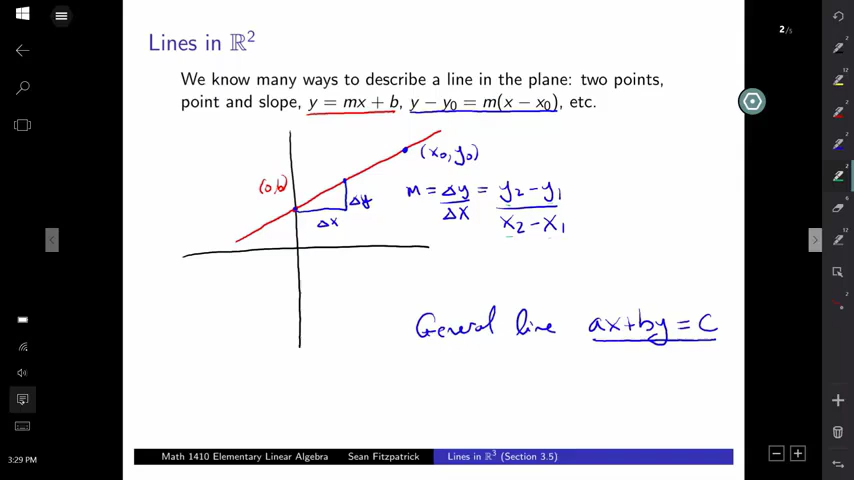 2/5
Lines in ℝ²
We know many ways to describe a line in the plane: two points,
point and slope, y = mx + b, y − y₀ = m(x − x₀), etc.
(x₀, y₀)
(0,b)
Δy
Δx
m = Δy/Δx = (y₂ − y₁)/(x₂ − x₁)
General line ax+by = c
Math 1410 Elementary Linear Algebra Sean Fitzpatrick Lines in ℝ³ (Section 3.5)
3:29 PM